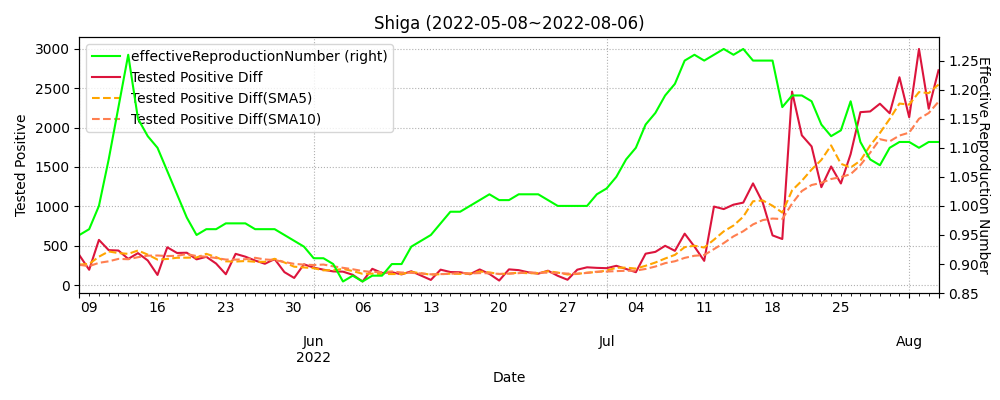 Shiga (2022-05-08~2022-08-06)
effectiveReproductionNumber (right)
Tested Positive Diff
Tested Positive Diff(SMA5)
Tested Positive Diff(SMA10)
Tested Positive
3000
2500
2000
1500
1000
500
0
1.25
1.20
1.15
1.10
1.05
1.00
0.95
0.90
0.85
Effective Reproduction Number
09 16 23 30 06 13 20 27 04 11 18 25
Jun Jul Aug
2022
Date